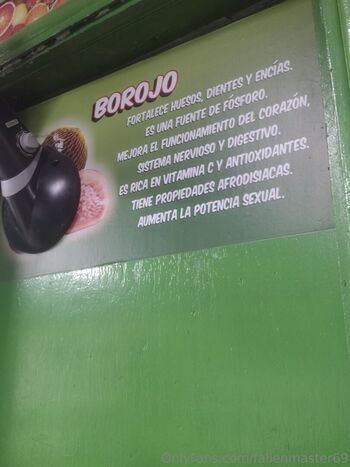 BOROJO
FORTALECE HUESOS, DIENTES Y ENCÍAS.
ES UNA FUENTE DE FÓSFORO.
MEJORA EL FUNCIONAMIENTO DEL CORAZÓN,
SISTEMA NERVIOSO Y DIGESTIVO.
ES RICA EN VITAMINA C Y ANTIOXIDANTES.
TIENE PROPIEDADES AFRODISIACAS.
AUMENTA LA POTENCIA SEXUAL.
OnlyFans.com/fallenmaster69